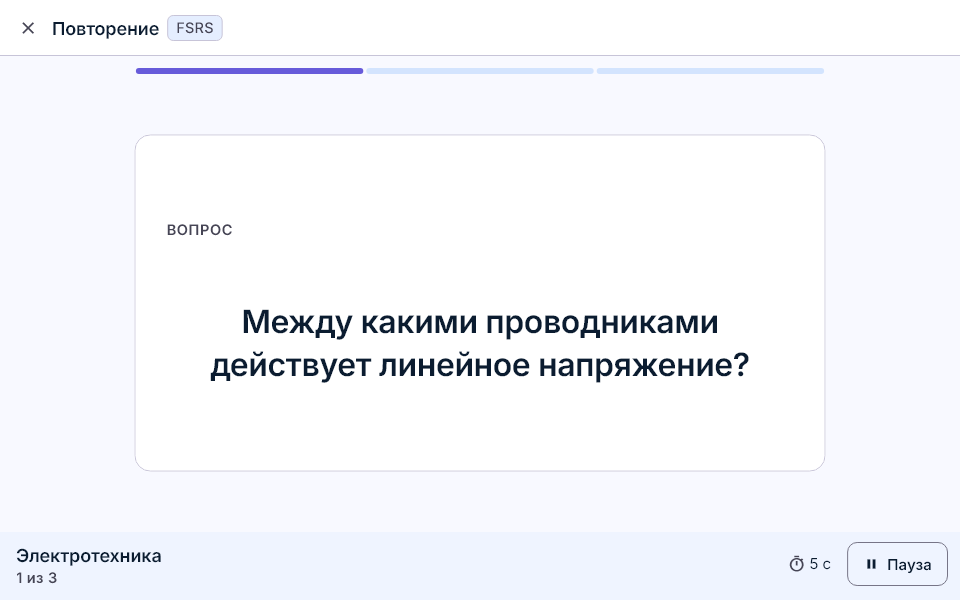 Повторение FSRS
ВОПРОС
Между какими проводниками
действует линейное напряжение?
Электротехника
1 из 3
5 с
Пауза